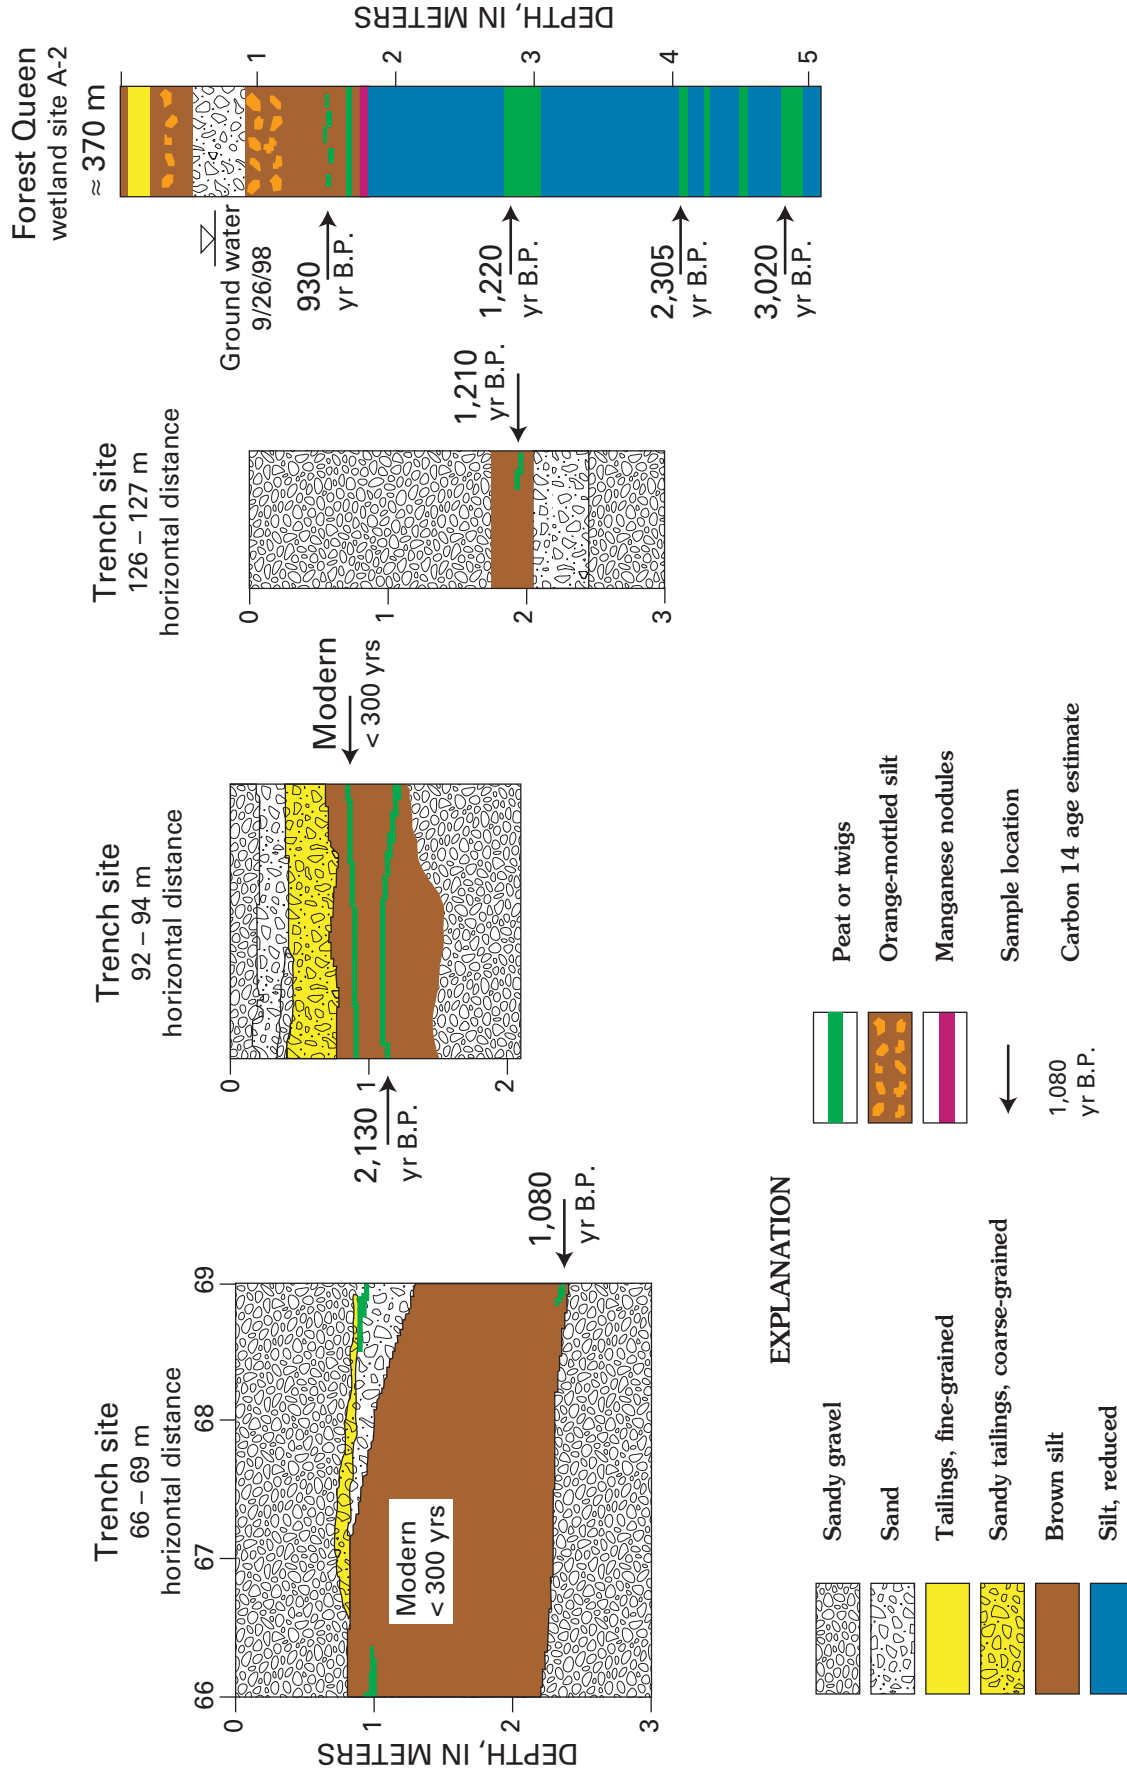 Trench site
66 – 69 m
horizontal distance
66
67
68
69
0
1
2
3
DEPTH, IN METERS
Modern
< 300 yrs
1,080
yr B.P.
Trench site
92 – 94 m
horizontal distance
0
1
2
2,130
yr B.P.
Modern
< 300 yrs
Trench site
126 – 127 m
horizontal distance
0
1
2
3
1,210
yr B.P.
Forest Queen
wetland site A-2
≈ 370 m
Ground water
9/26/98
930
yr B.P.
1,220
yr B.P.
2,305
yr B.P.
3,020
yr B.P.
1
2
3
4
5
DEPTH, IN METERS
EXPLANATION
Sandy gravel
Sand
Tailings, fine-grained
Sandy tailings, coarse-grained
Brown silt
Silt, reduced
Peat or twigs
Orange-mottled silt
Manganese nodules
Sample location
1,080
yr B.P.
Carbon 14 age estimate